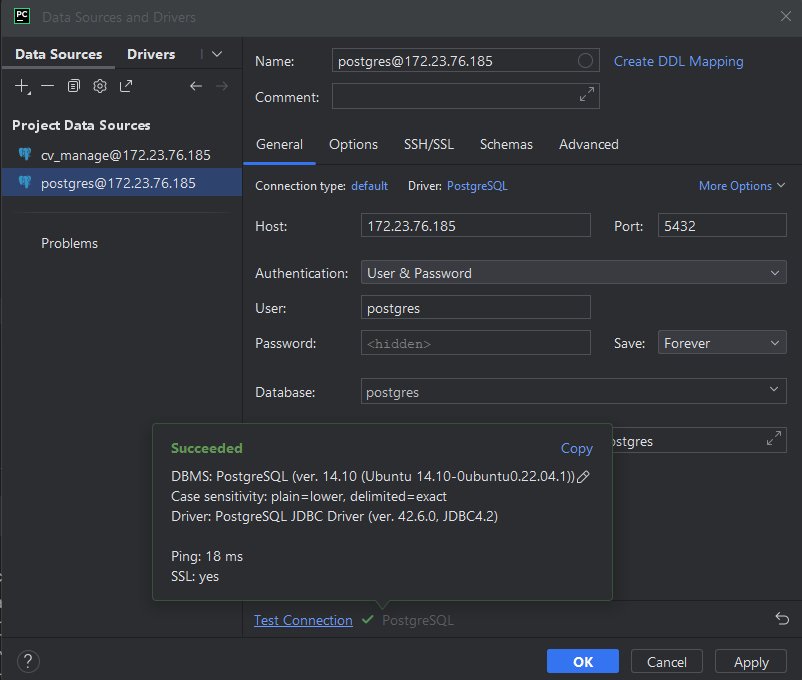 PC Data Sources and Drivers
Data Sources Drivers
Project Data Sources
cv_manage@172.23.76.185
postgres@172.23.76.185
Problems
Name: postgres@172.23.76.185 Create DDL Mapping
Comment:
General Options SSH/SSL Schemas Advanced
Connection type: default Driver: PostgreSQL More Options
Host: 172.23.76.185 Port: 5432
Authentication: User & Password
User: postgres
Password: <hidden> Save: Forever
Database: postgres
ostgres
Succeeded Copy
DBMS: PostgreSQL (ver. 14.10 (Ubuntu 14.10-0ubuntu0.22.04.1))
Case sensitivity: plain=lower, delimited=exact
Driver: PostgreSQL JDBC Driver (ver. 42.6.0, JDBC4.2)
Ping: 18 ms
SSL: yes
Test Connection PostgreSQL
? OK Cancel Apply